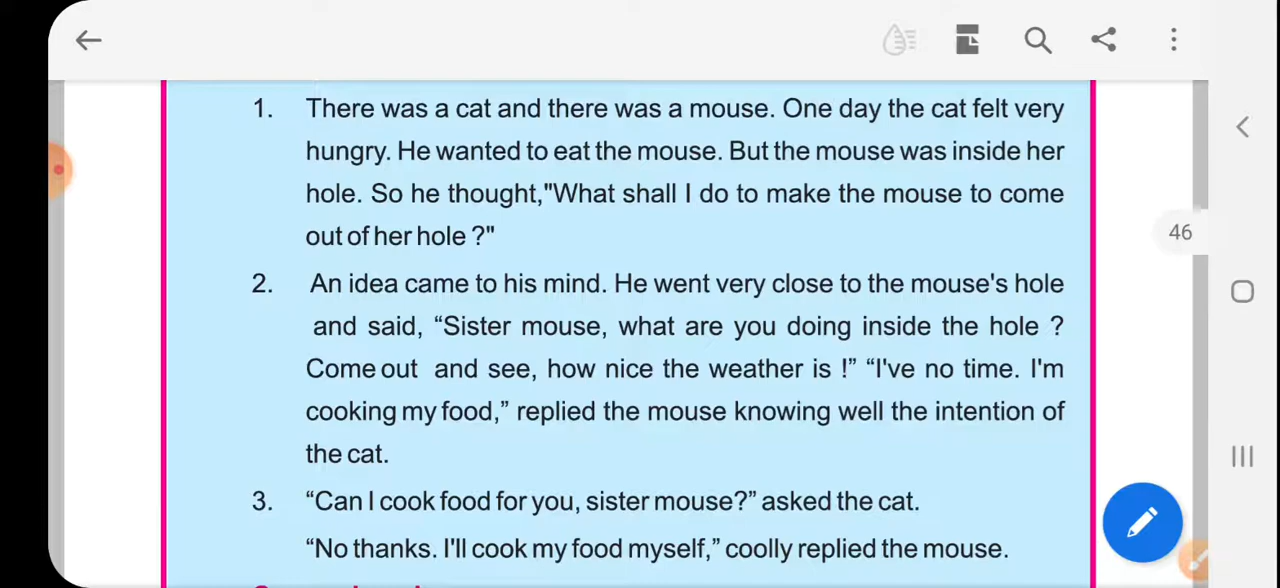 1. There was a cat and there was a mouse. One day the cat felt very
hungry. He wanted to eat the mouse. But the mouse was inside her
hole. So he thought,"What shall I do to make the mouse to come
out of her hole ?"
46
2. An idea came to his mind. He went very close to the mouse's hole
and said, “Sister mouse, what are you doing inside the hole ?
Come out and see, how nice the weather is !” “I've no time. I'm
cooking my food,” replied the mouse knowing well the intention of
the cat.
3. “Can I cook food for you, sister mouse?” asked the cat.
“No thanks. I'll cook my food myself,” coolly replied the mouse.